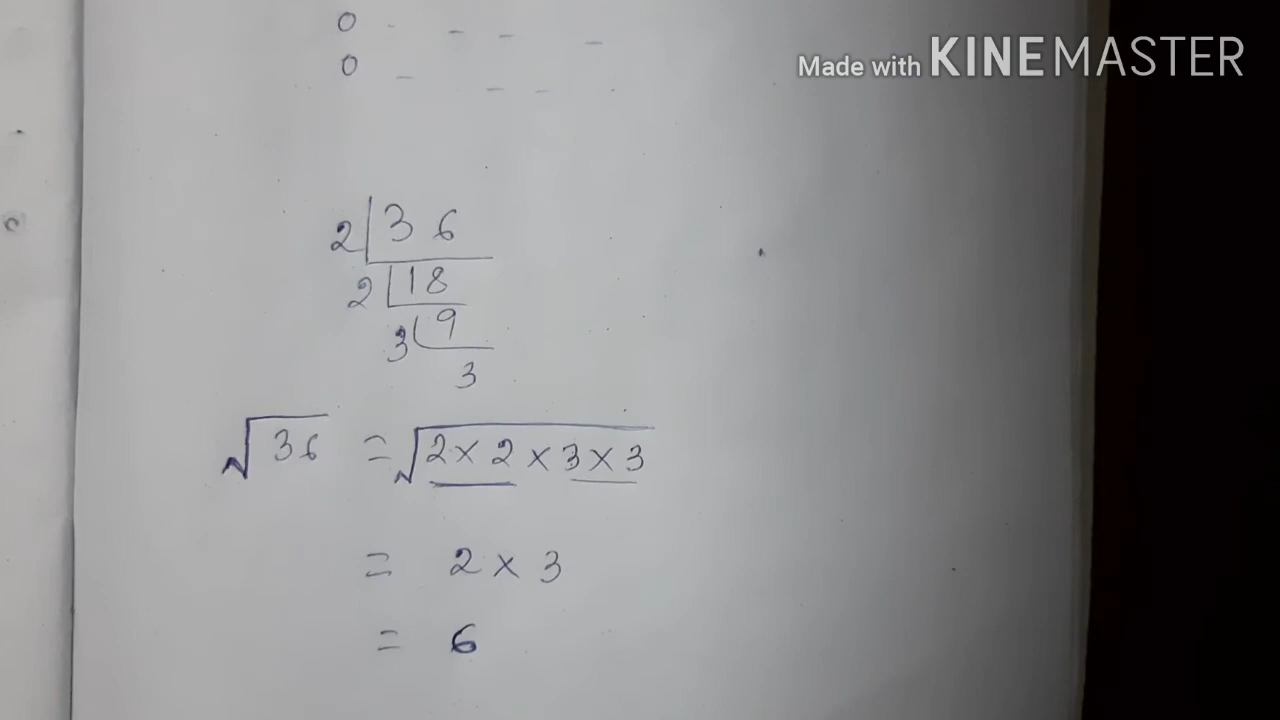 0 - - - -
0 - - -
Made with KINEMASTER
2 | 36
2 | 18
3 | 9
3
√36 = √2 × 2 × 3 × 3
= 2 × 3
= 6